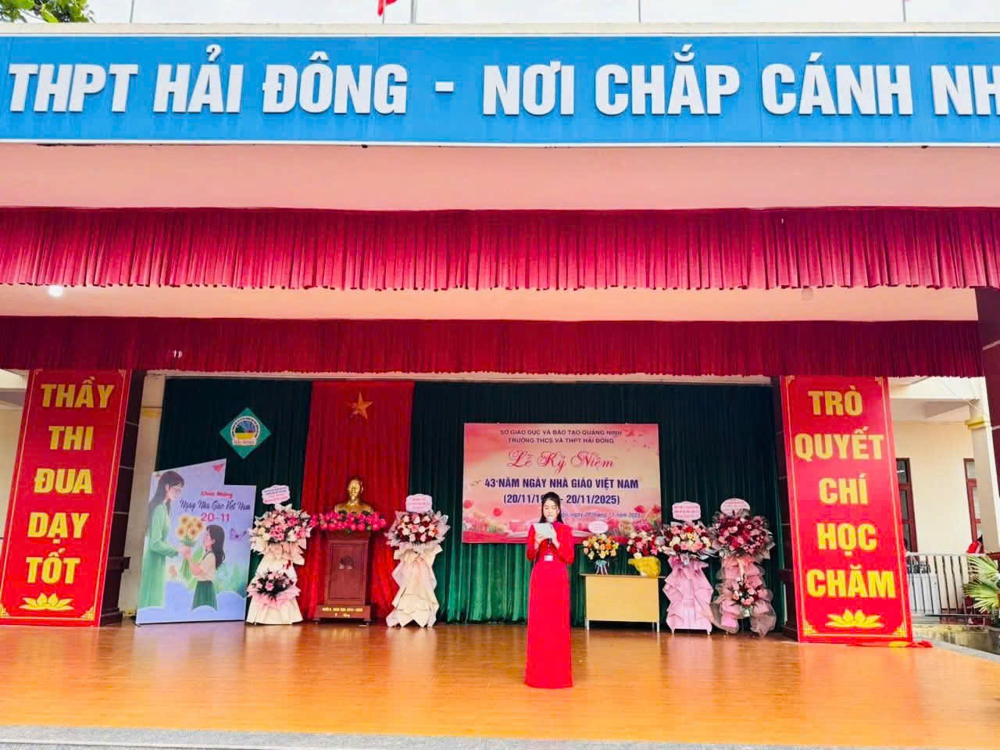 THPT HẢI ĐÔNG - NƠI CHẮP CÁNH NH
THẦY
THI
ĐUA
DẠY
TỐT
HẢI ĐÔNG
Chúc Mừng
Ngày Nhà Giáo Việt Nam
20-11
SỞ GIÁO DỤC VÀ ĐÀO TẠO QUẢNG NINH
TRƯỜNG THCS VÀ THPT HẢI ĐÔNG
Lễ Kỷ Niệm
43 NĂM NGÀY NHÀ GIÁO VIỆT NAM
(20/11/19 - 20/11/2025)
ngày 20 tháng 11 năm 2025
TRÒ
QUYẾT
CHÍ
HỌC
CHĂM